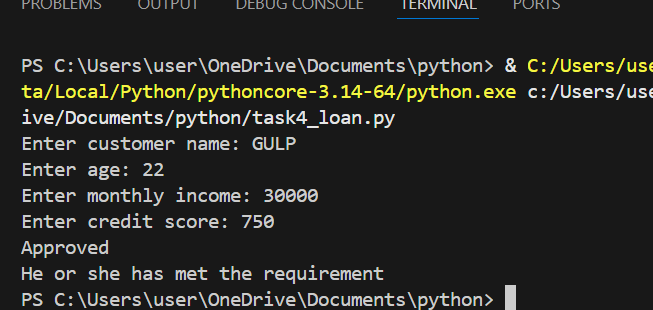 PROBLEMS OUTPUT DEBUG CONSOLE TERMINAL PORTS
PS C:\Users\user\OneDrive\Documents\python> & C:/Users/use
ta/Local/Python/pythoncore-3.14-64/python.exe c:/Users/use
ive/Documents/python/task4_loan.py
Enter customer name: GULP
Enter age: 22
Enter monthly income: 30000
Enter credit score: 750
Approved
He or she has met the requirement
PS C:\Users\user\OneDrive\Documents\python>